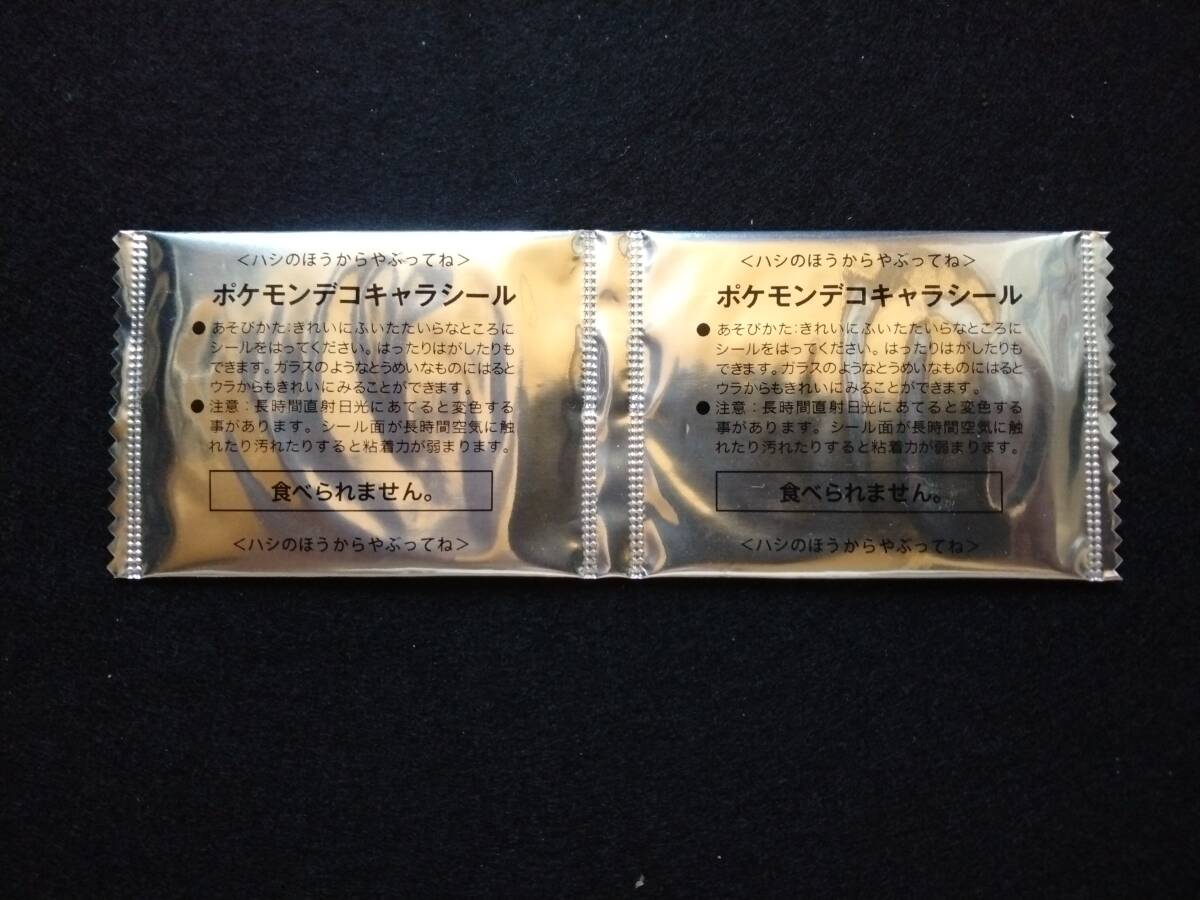 ＜ハシのほうからやぶってね＞
ポケモンデコキャラシール
●あそびかた:きれいにふいたたいらなところに
シールをはってください。はったりはがしたりも
できます。ガラスのようなとうめいなものにはると
ウラからもきれいにみることができます。
●注意：長時間直射日光にあてると変色する
事があります。シール面が長時間空気に触
れたり汚れたりすると粘着力が弱まります。
食べられません。
＜ハシのほうからやぶってね＞
＜ハシのほうからやぶってね＞
ポケモンデコキャラシール
●あそびかた:きれいにふいたたいらなところに
シールをはってください。はったりはがしたりも
できます。ガラスのようなとうめいなものにはると
ウラからもきれいにみることができます。
●注意：長時間直射日光にあてると変色する
事があります。シール面が長時間空気に触
れたり汚れたりすると粘着力が弱まります。
食べられません。
＜ハシのほうからやぶってね＞